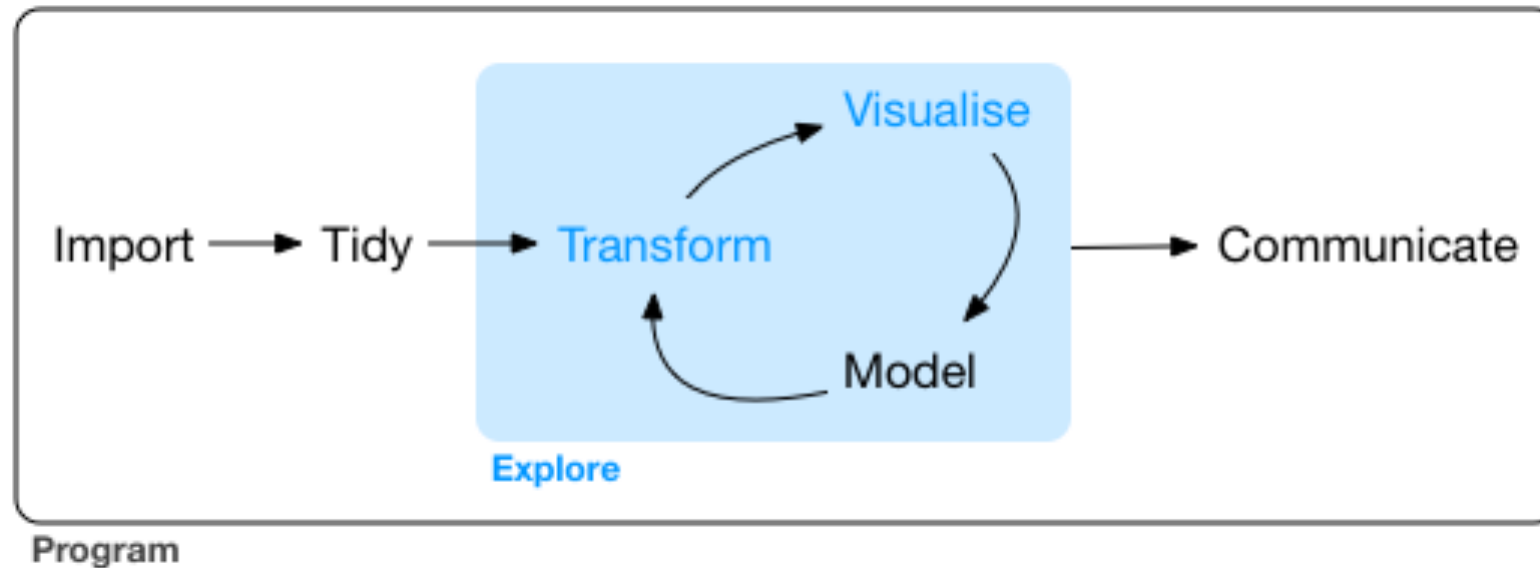 Visualise
Import Tidy Transform Communicate
Model
Explore
Program